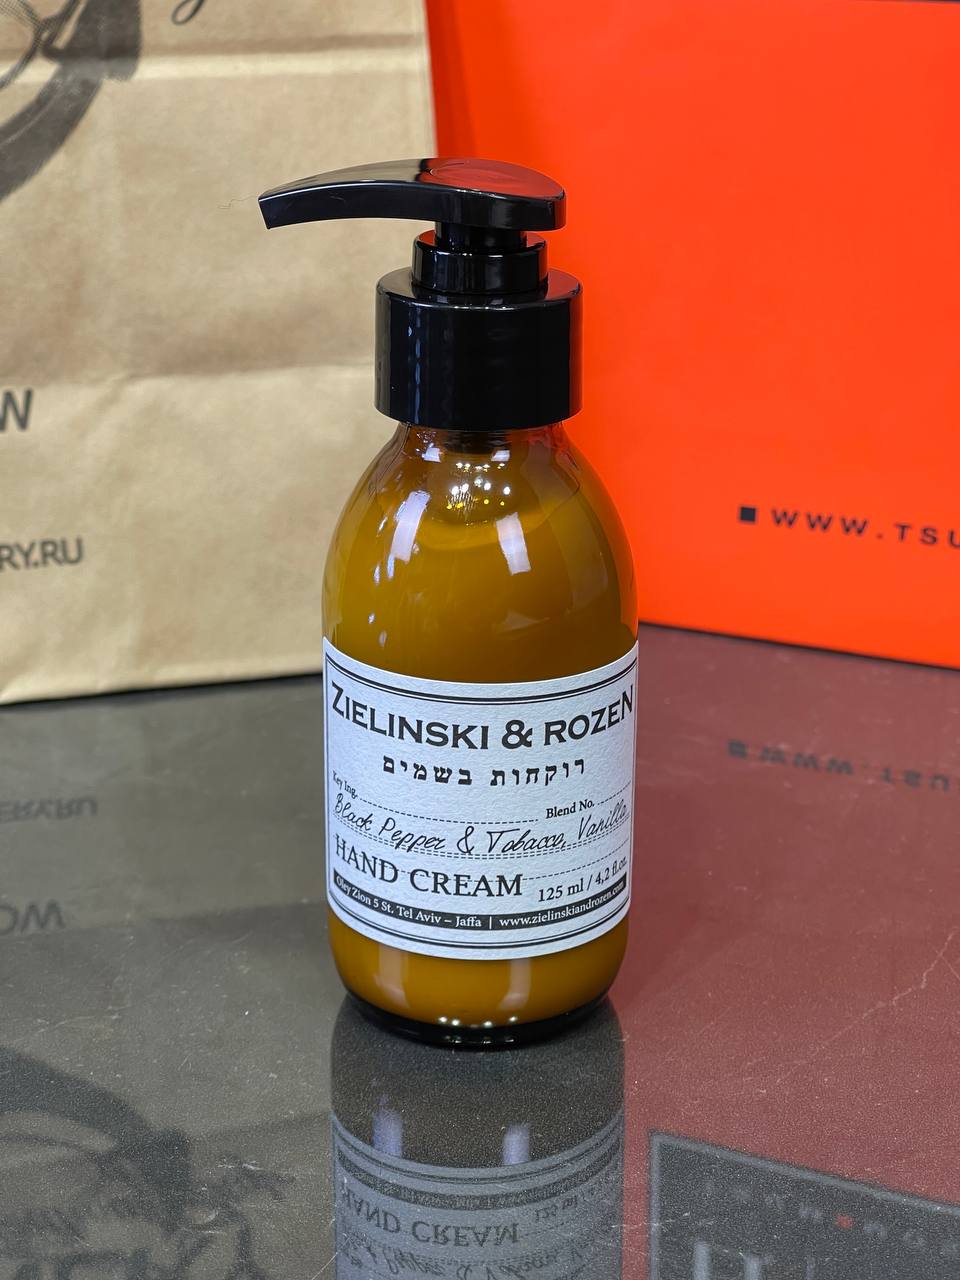 W
RY.RU
WWW.TSU
ZIELINSKI & ROZEN
רוקחות בשמים
Key Ing.
Blend No.
Black Pepper & Tobacco, Vanilla
HAND CREAM
125 ml / 4,2 fl.oz.
Oley Zion 5 St. Tel Aviv – Jaffa | www.zielinskiandrozen.com